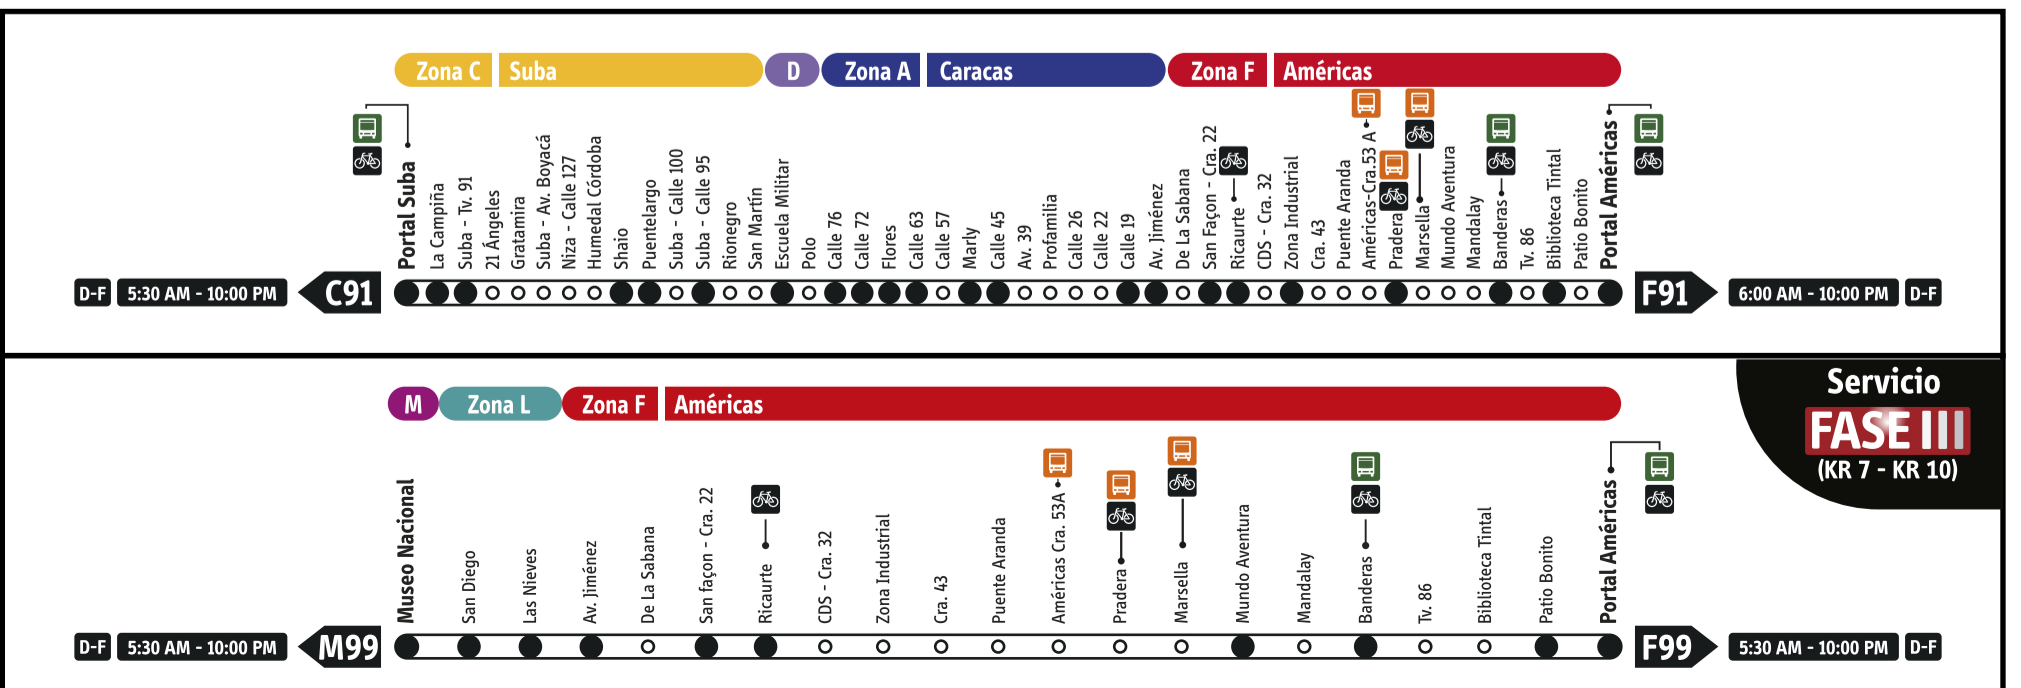 Zona C Suba D Zona A Caracas Zona F Américas
Portal Suba
La Campiña
Suba - Tv. 91
21 Ángeles
Gratamira
Suba - Av. Boyacá
Niza - Calle 127
Humedal Córdoba
Shaio
Puentelargo
Suba - Calle 100
Suba - Calle 95
Rionegro
San Martín
Escuela Militar
Polo
Calle 76
Calle 72
Flores
Calle 63
Calle 57
Marly
Calle 45
Av. 39
Profamilia
Calle 26
Calle 22
Calle 19
Av. Jiménez
De La Sabana
San Façon - Cra. 22
Ricaurte
CDS - Cra. 32
Zona Industrial
Cra. 43
Puente Aranda
Américas-Cra.53 A
Pradera
Marsella
Mundo Aventura
Mandalay
Banderas
Tv. 86
Biblioteca Tintal
Patio Bonito
Portal Américas
D-F 5:30 AM - 10:00 PM C91 F91 6:00 AM - 10:00 PM D-F
Servicio
FASE III
(KR 7 - KR 10)
M Zona L Zona F Américas
Museo Nacional
San Diego
Las Nieves
Av. Jiménez
De La Sabana
San façon - Cra. 22
Ricaurte
CDS - Cra. 32
Zona Industrial
Cra. 43
Puente Aranda
Américas Cra. 53A
Pradera
Marsella
Mundo Aventura
Mandalay
Banderas
Tv. 86
Biblioteca Tintal
Patio Bonito
Portal Américas
D-F 5:30 AM - 10:00 PM M99 F99 5:30 AM - 10:00 PM D-F